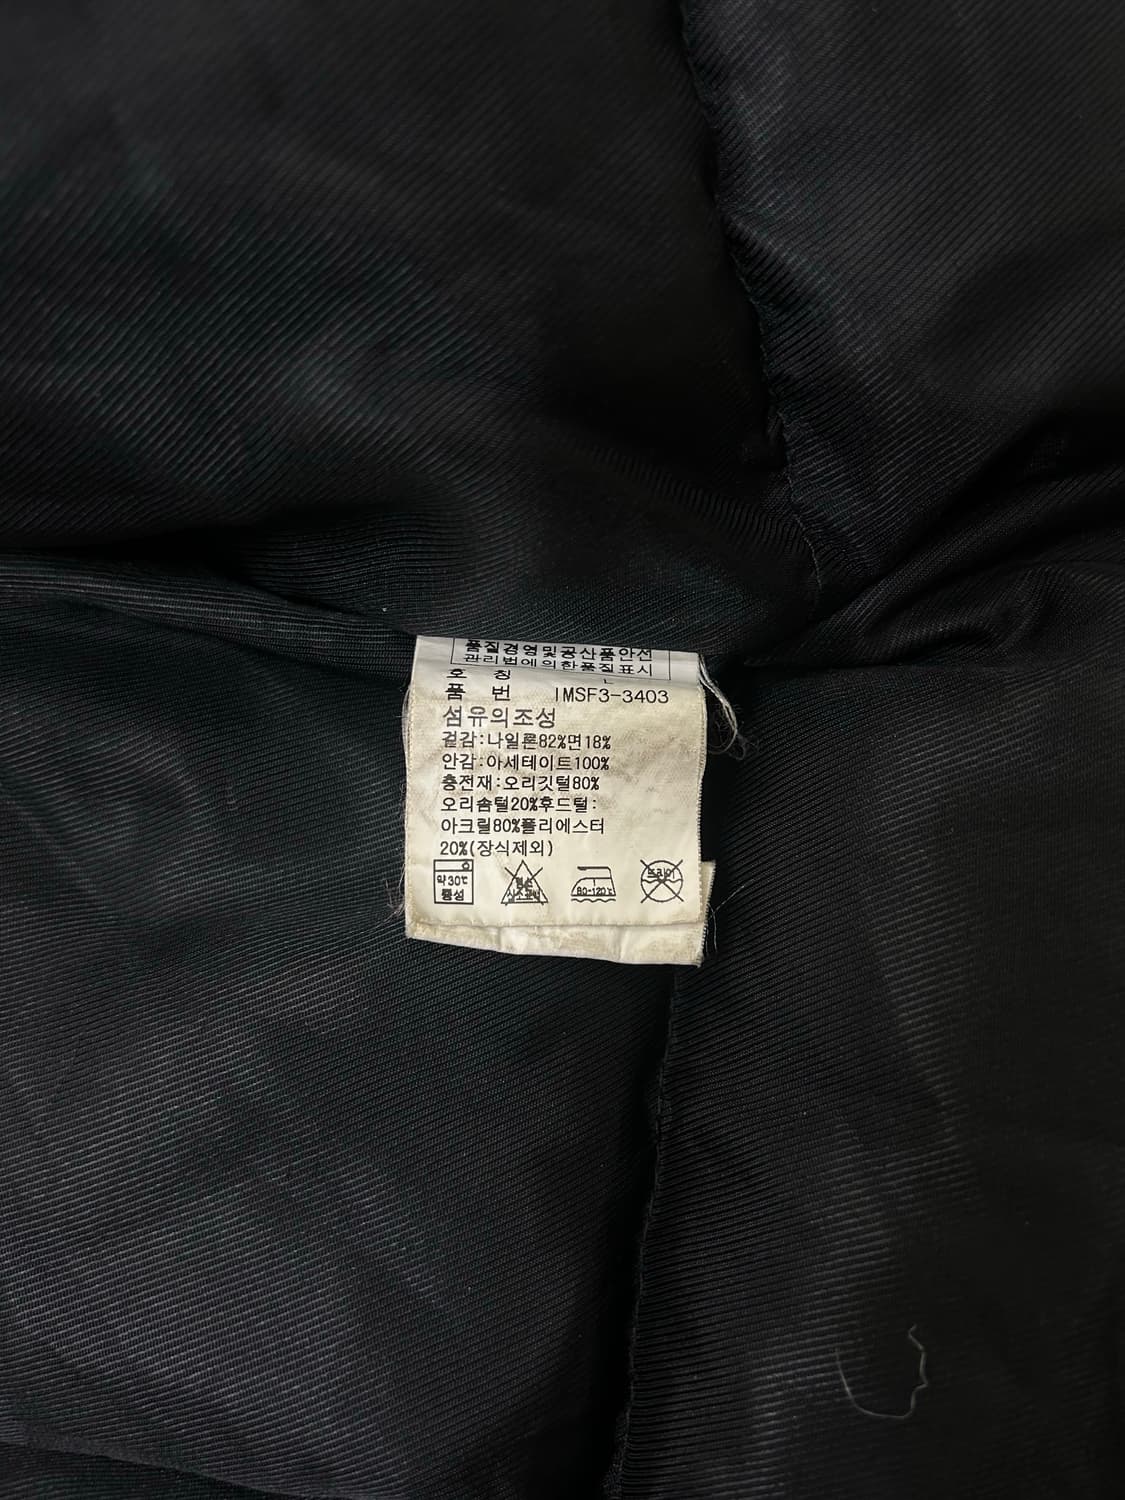 품질경영및공산품안전
관리법에의한품질표시
호 칭
품 번 IMSF3-3403
섬유의조성
겉감:나일론82%면18%
안감:아세테이트100%
충전재:오리깃털80%
오리솜털20%후드털:
아크릴80%폴리에스터
20%(장식제외)
약30℃
중성
80-120℃
드라이